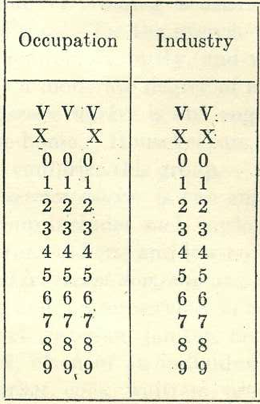 Occupation Industry
V V V V V
X X X X
0 0 0 0 0
1 1 1 1 1
2 2 2 2 2
3 3 3 3 3
4 4 4 4 4
5 5 5 5 5
6 6 6 6 6
7 7 7 7 7
8 8 8 8 8
9 9 9 9 9